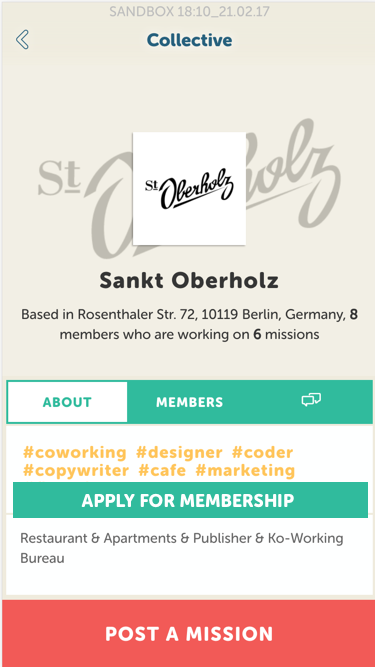 SANDBOX 18:10_21.02.17
Collective
St Oberholz
St Oberholz
Sankt Oberholz
Based in Rosenthaler Str. 72, 10119 Berlin, Germany, 8
members who are working on 6 missions
ABOUT MEMBERS
#coworking #designer #coder
#copywriter #cafe #marketing
APPLY FOR MEMBERSHIP
Restaurant & Apartments & Publisher & Ko-Working
Bureau
POST A MISSION